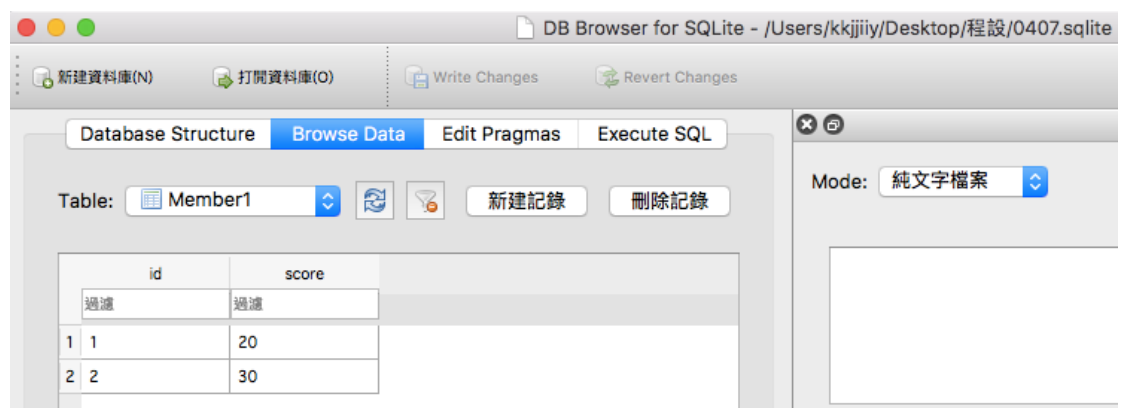 DB Browser for SQLite - /Users/kkjjiiy/Desktop/程設/0407.sqlite
新建資料庫(N) 打開資料庫(O) Write Changes Revert Changes
Database Structure Browse Data Edit Pragmas Execute SQL
Mode: 純文字檔案
Table: Member1 新建記錄 刪除記錄
id score
過濾 過濾
1 1 20
2 2 30